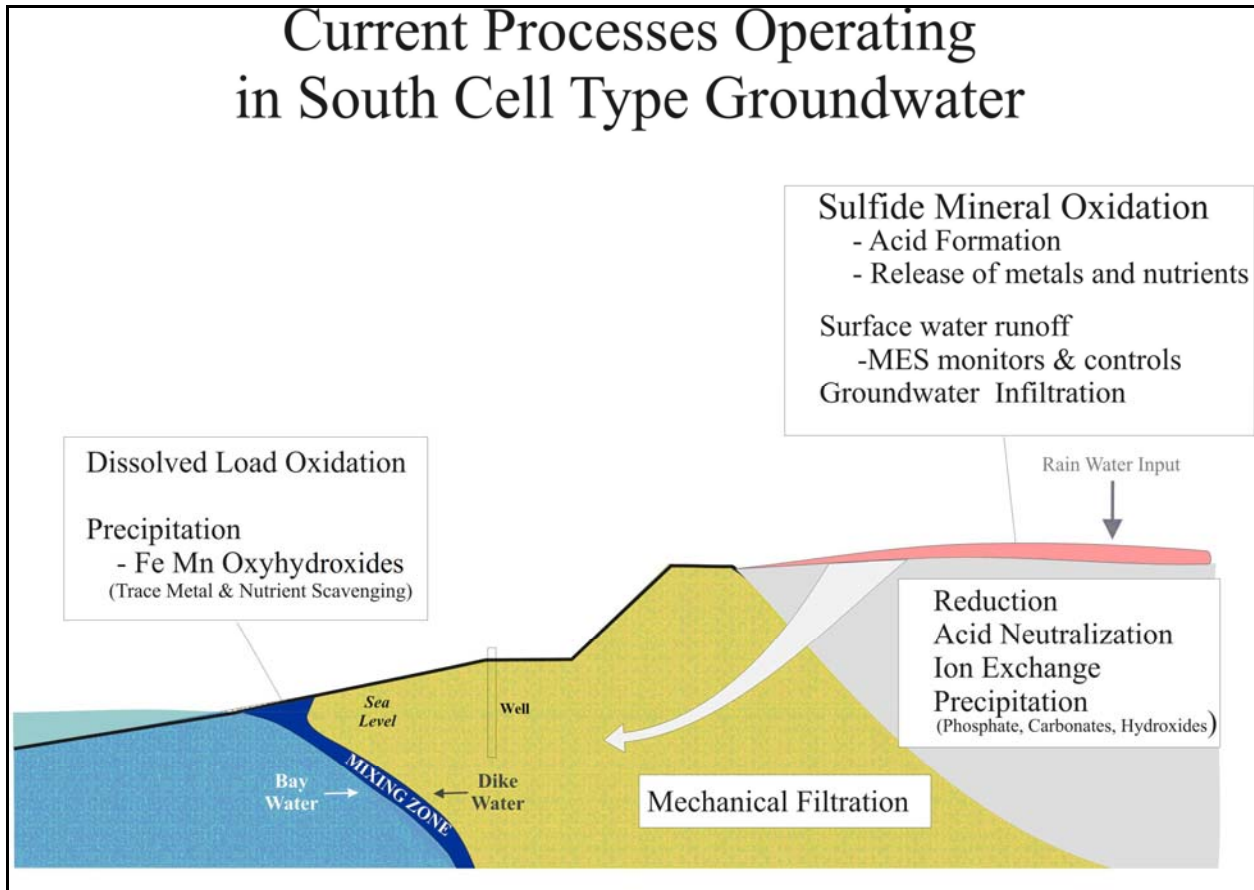 Current Processes Operating
in South Cell Type Groundwater
Sulfide Mineral Oxidation
- Acid Formation
- Release of metals and nutrients
Surface water runoff
-MES monitors & controls
Groundwater Infiltration
Dissolved Load Oxidation
Precipitation
- Fe Mn Oxyhydroxides
(Trace Metal & Nutrient Scavenging)
Rain Water Input
Reduction
Acid Neutralization
Ion Exchange
Precipitation
(Phosphate, Carbonates, Hydroxides)
Sea
Level
Well
Bay
Water
MIXING ZONE
Dike
Water
Mechanical Filtration